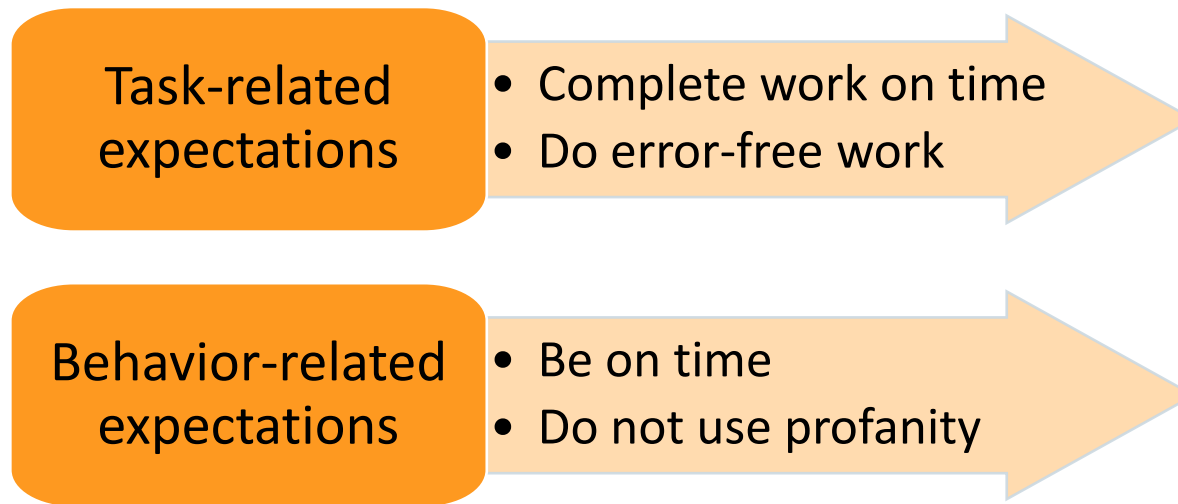 Task-related
expectations
• Complete work on time
• Do error-free work
Behavior-related
expectations
• Be on time
• Do not use profanity